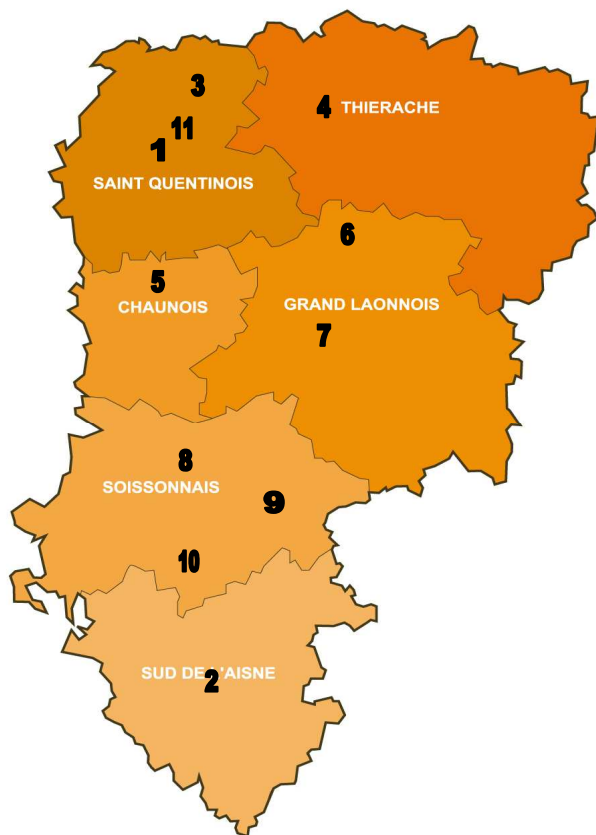 3
4 THIERACHE
11
1
SAINT QUENTINOIS
6
5
CHAUNOIS
GRAND LAONNOIS
7
8
SOISSONNAIS
9
10
SUD DE L'AISNE
2